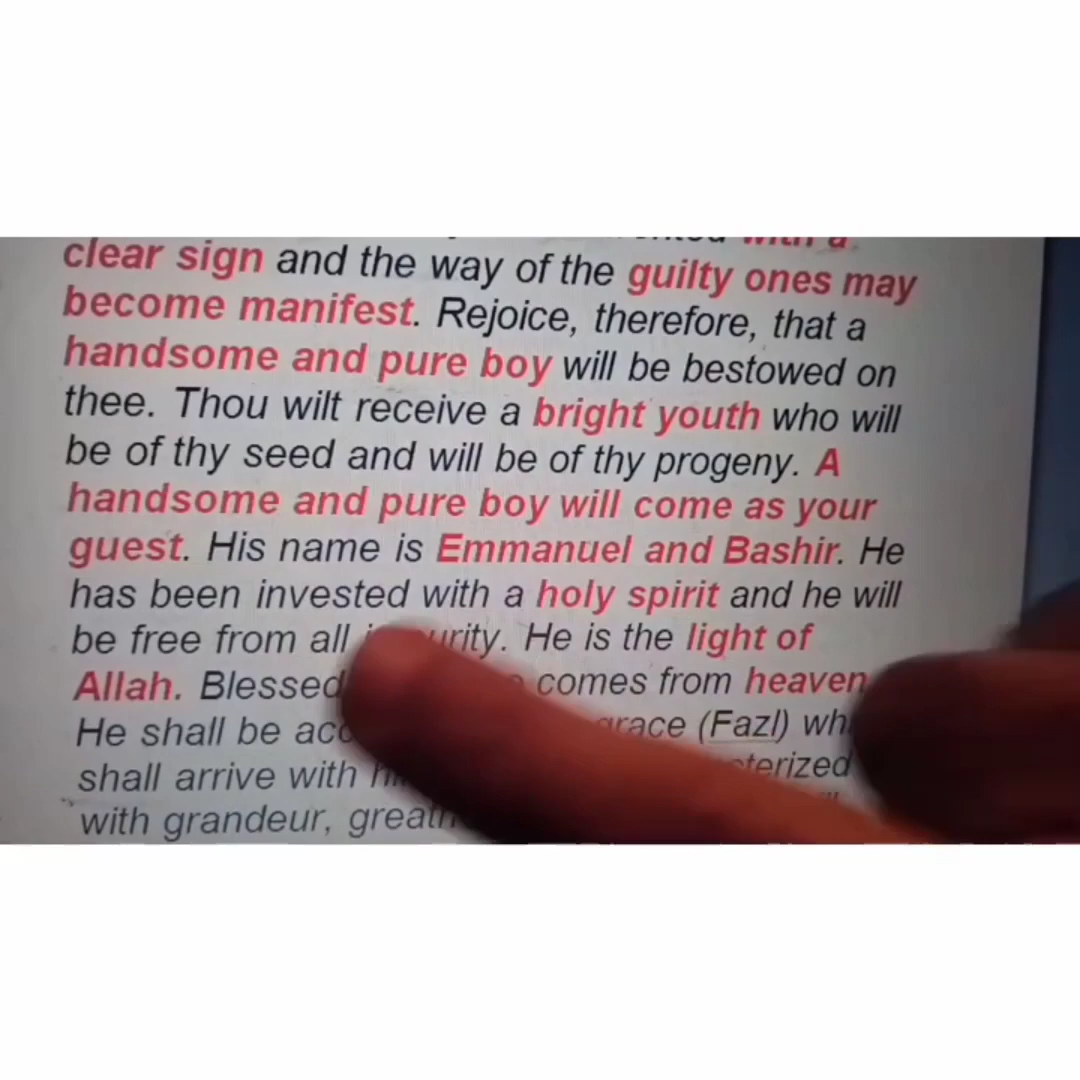 with a
clear sign and the way of the guilty ones may
become manifest. Rejoice, therefore, that a
handsome and pure boy will be bestowed on
thee. Thou wilt receive a bright youth who will
be of thy seed and will be of thy progeny. A
handsome and pure boy will come as your
guest. His name is Emmanuel and Bashir. He
has been invested with a holy spirit and he will
be free from all He is the light of
Allah. Blessed comes from heaven
He shall be (Fazl)
shall arrive with
with grandeur,